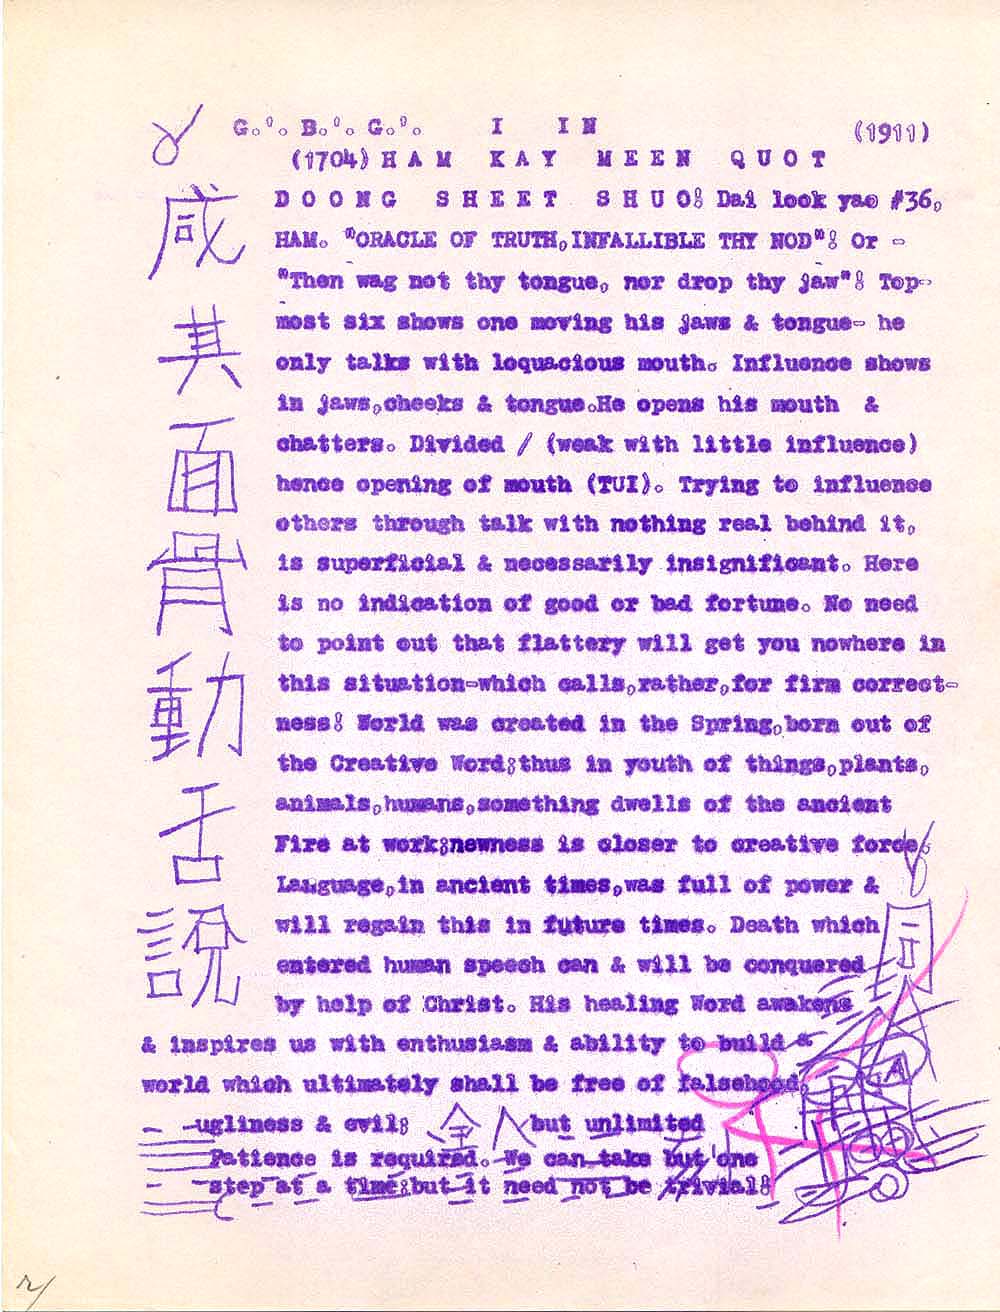 G.'. B.'. G.'. I IN (1911)
(1704) HAM KAY MEEN QUOT
DOONG SHEET SHUO! Dai look yao #36,
HAM. "ORACLE OF TRUTH, INFALLIBLE THY NOD"! Or -
"Then wag not thy tongue, nor drop thy jaw"! Top-
most six shows one moving his jaws & tongue- he
only talks with loquacious mouth. Influence shows
in jaws,cheeks & tongue.He opens his mouth &
chatters. Divided / (weak with little influence)
hence opening of mouth (TUI). Trying to influence
others through talk with nothing real behind it,
is superficial & necessarily insignificant. Here
is no indication of good or bad fortune. No need
to point out that flattery will get you nowhere in
this situation-which calls,rather,for firm correct-
ness! World was created in the Spring,born out of
the Creative Word;thus in youth of things,plants,
animals,humans,something dwells of the ancient
Fire at work;newness is closer to creative force;
Language,in ancient times,was full of power &
will regain this in future times. Death which
entered human speech can & will be conquered
by help of Christ. His healing Word awakens
& inspires us with enthusiasm & ability to build a
world which ultimately shall be free of falsehood,
ugliness & evil; but unlimited
Patience is required. We can take but one
step at a time;but it need not be trivial!
咸
其
面
骨
動
舌
說